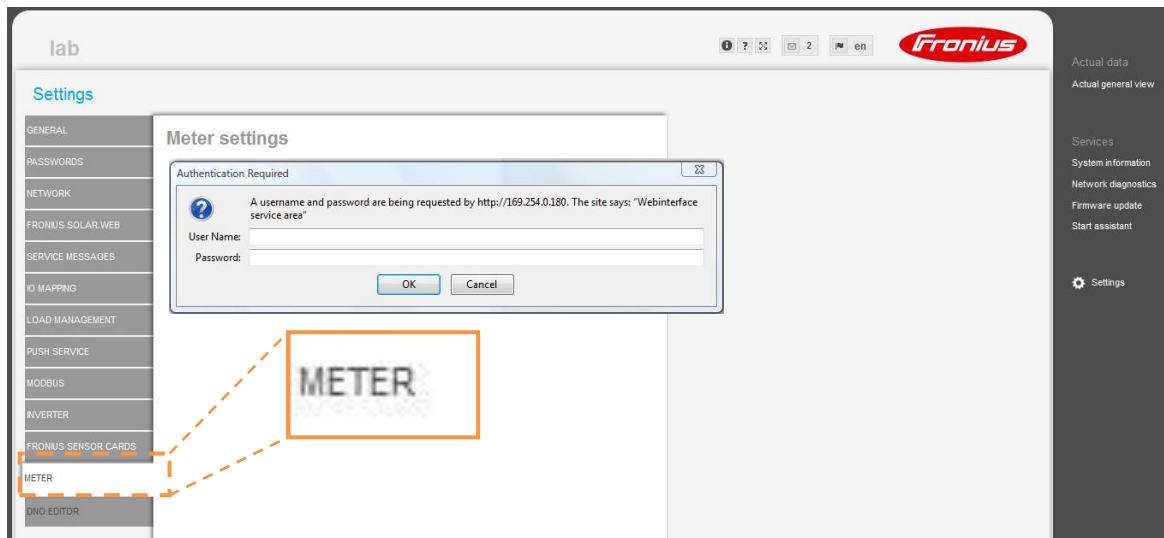 lab
2
en
Fronius
Settings
GENERAL
PASSWORDS
NETWORK
FRONIUS SOLAR.WEB
SERVICE MESSAGES
IO MAPPING
LOAD MANAGEMENT
PUSH SERVICE
MODBUS
INVERTER
FRONIUS SENSOR CARDS
METER
DNO EDITOR
Meter settings
Authentication Required
A username and password are being requested by http://169.254.0.180. The site says: "Webinterface
service area"
User Name:
Password:
OK
Cancel
METER
Actual data
Actual general view
Services
System information
Network diagnostics
Firmware update
Start assistant
Settings